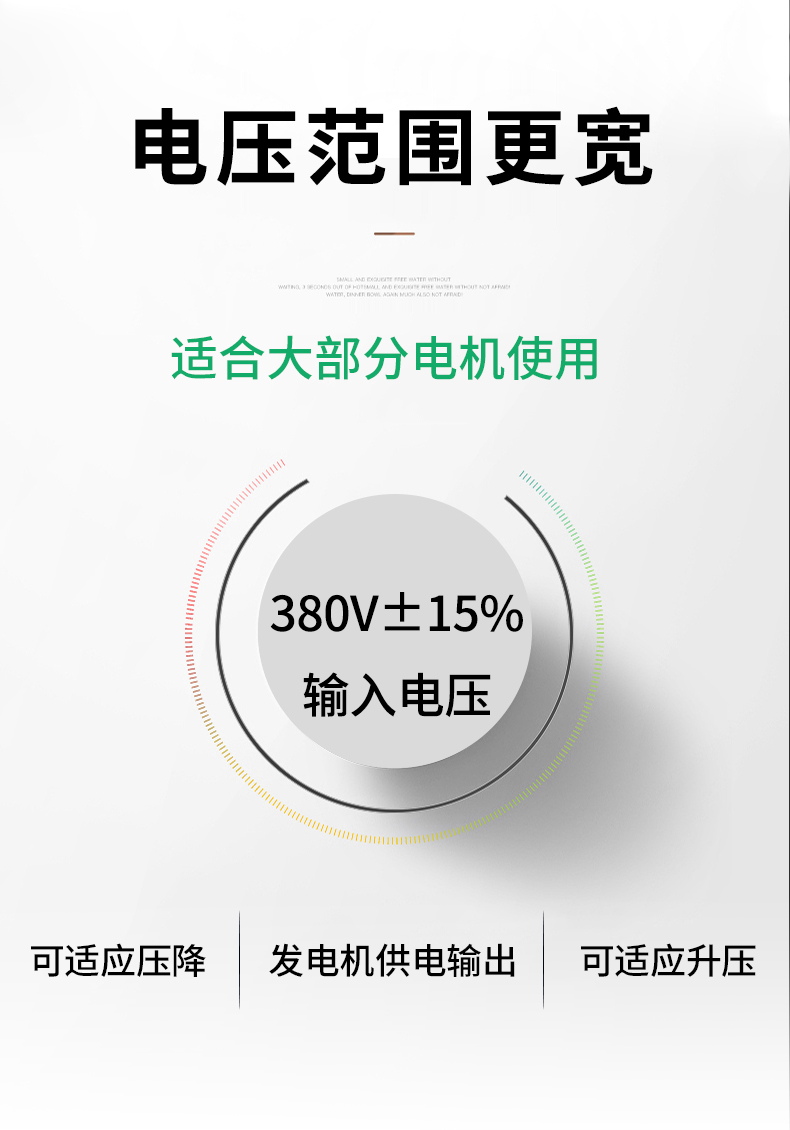 电压范围更宽
SMALL AND EXQUISITE FREE WATER WITHOUT
WAITING, 3 SECONDS OUT OF HOTSMALL AND EXQUISITE FREE WATER WITHOUT NOT AFRAID
WATER, DINNER BOWL AGAIN MUCH ALSO NOT AFRAID
适合大部分电机使用
380V±15%
输入电压
可适应压降
发电机供电输出
可适应升压